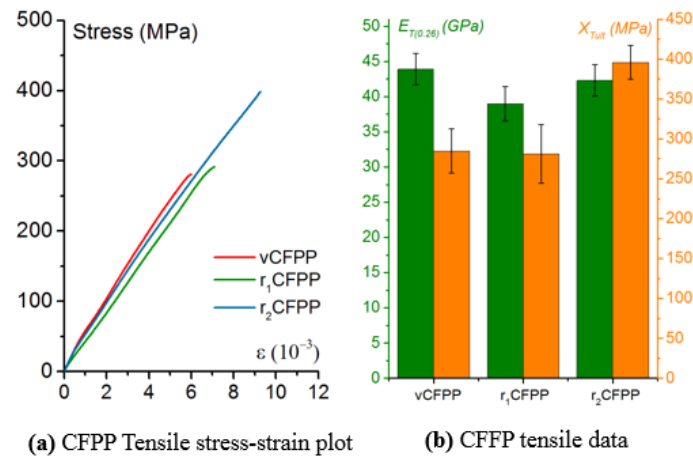 Stress (MPa)
500
400
300
200
100
0
0 2 4 6 8 10 12
vCFPP
r₁CFPP
r₂CFPP
ε (10⁻³)
(a) CFPP Tensile stress-strain plot
E_T(0.26) (GPa)
X_Tult (MPa)
50
45
40
35
30
25
20
15
10
5
0
450
400
350
300
250
200
150
100
50
0
vCFPP r₁CFPP r₂CFPP
(b) CFFP tensile data